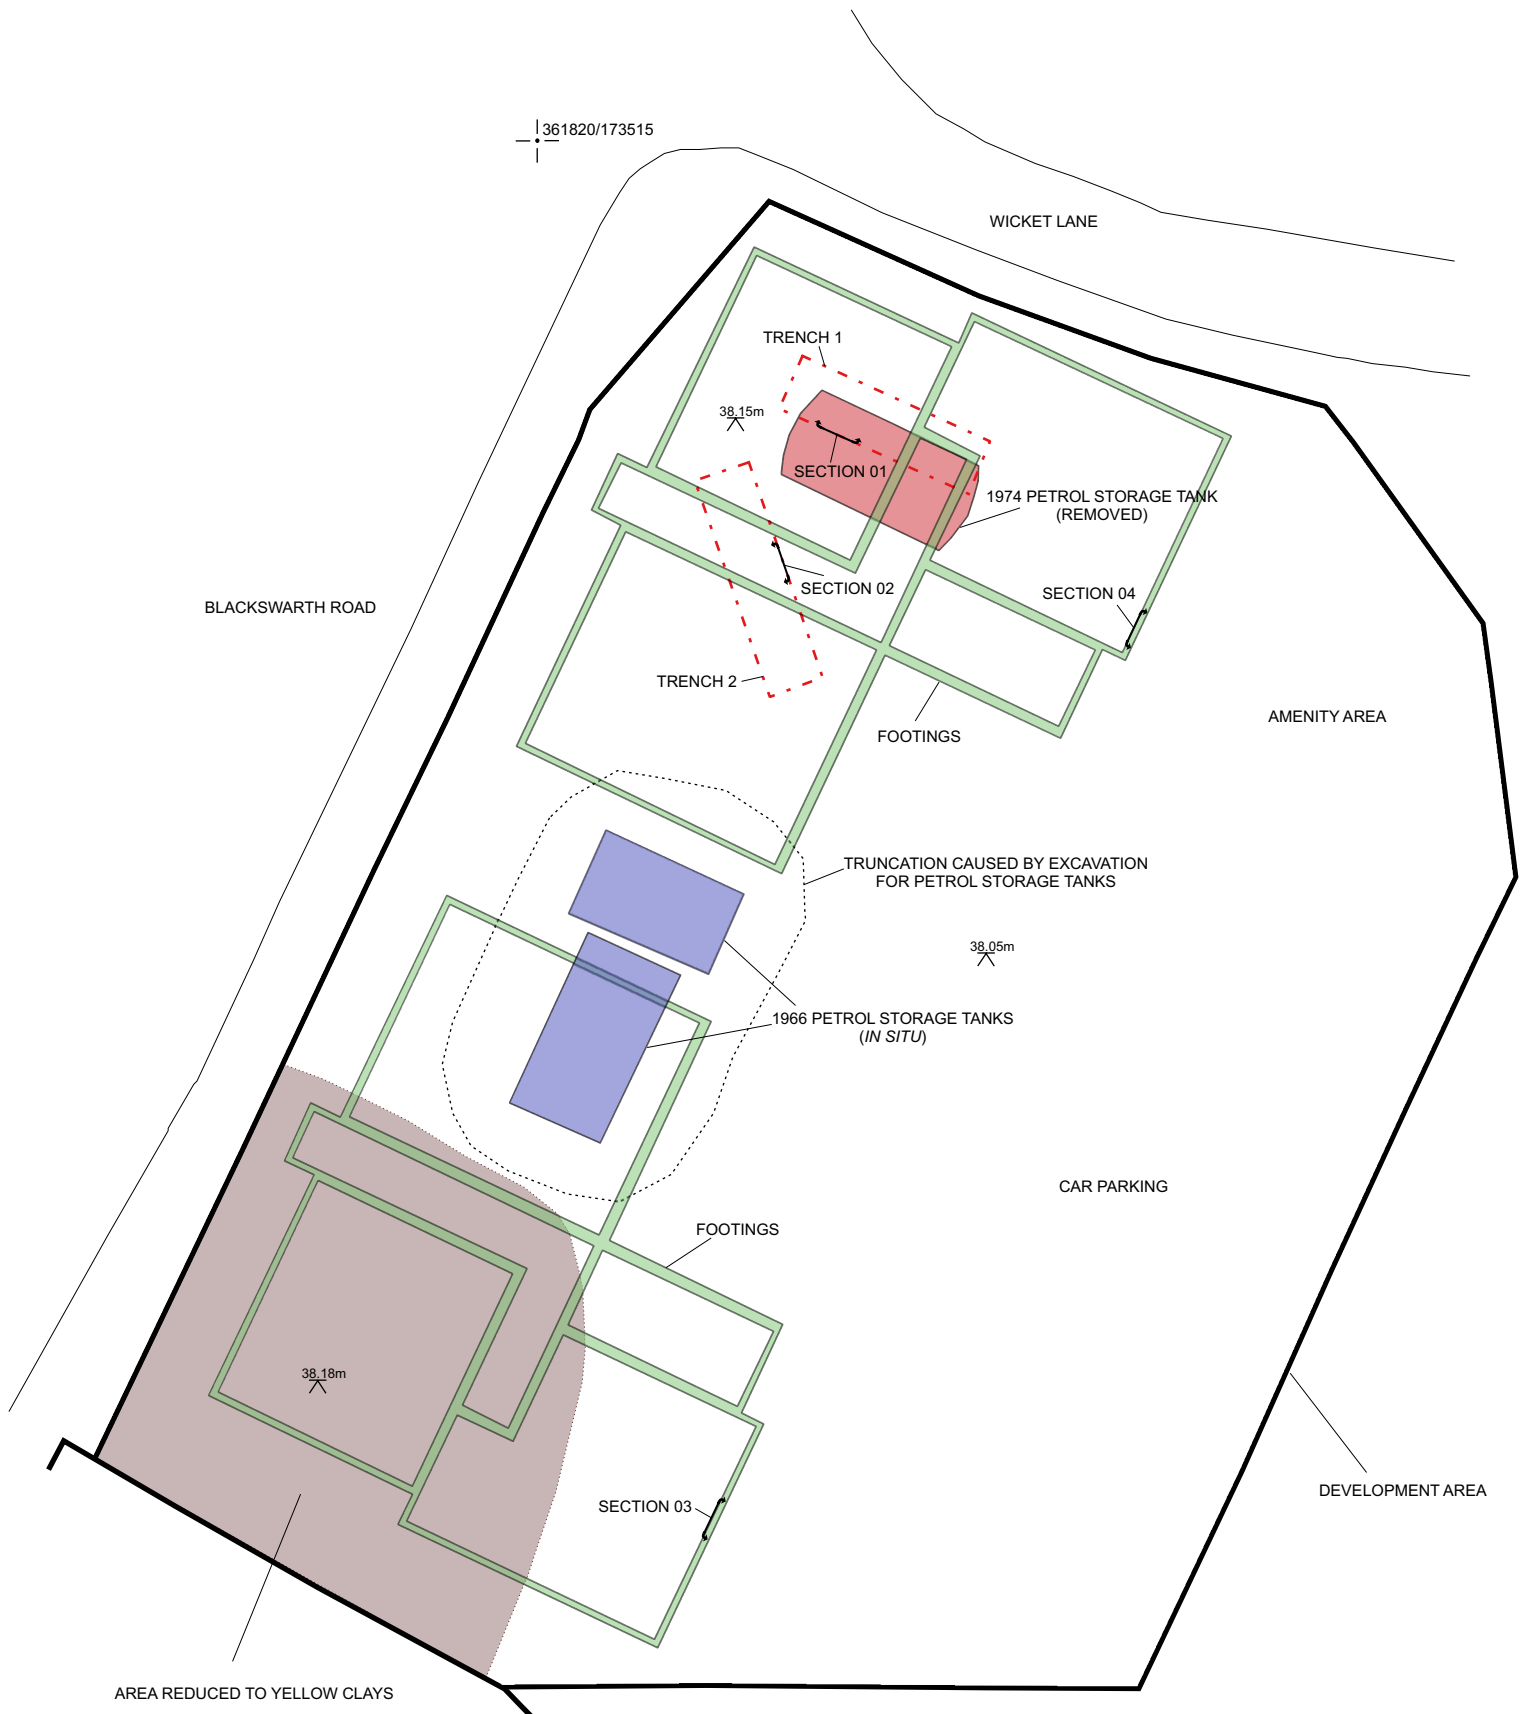 361820/173515
WICKET LANE
TRENCH 1
38.15m
SECTION 01
1974 PETROL STORAGE TANK
(REMOVED)
SECTION 02
SECTION 04
BLACKSWARTH ROAD
TRENCH 2
AMENITY AREA
FOOTINGS
TRUNCATION CAUSED BY EXCAVATION
FOR PETROL STORAGE TANKS
38.05m
1966 PETROL STORAGE TANKS
(IN SITU)
CAR PARKING
FOOTINGS
38.18m
DEVELOPMENT AREA
SECTION 03
AREA REDUCED TO YELLOW CLAYS